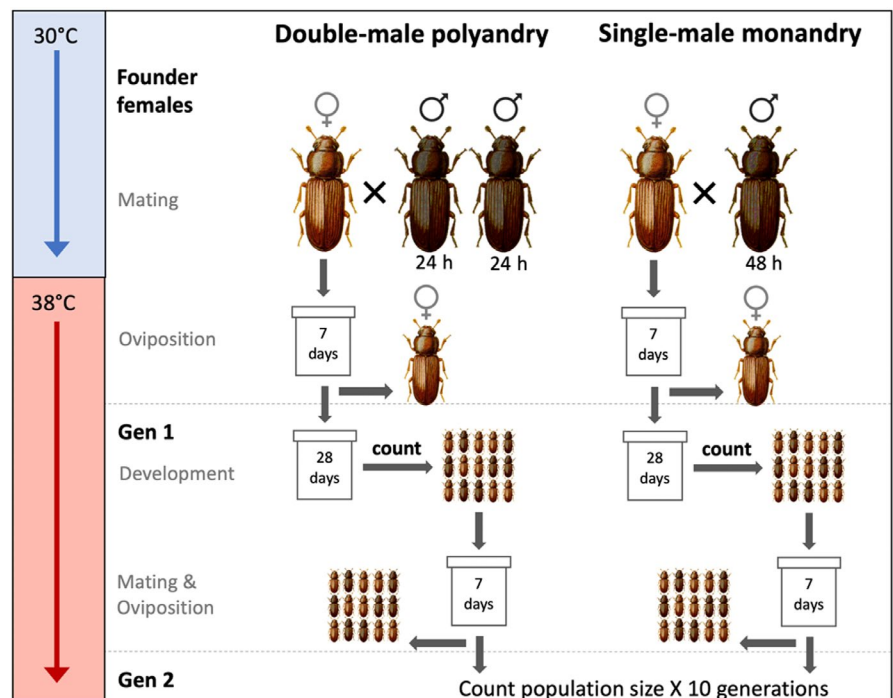 30°C
Double-male polyandry
Single-male monandry
Founder
females
♀
♂
♂
♀
♂
Mating
×
×
24 h
24 h
48 h
38°C
♀
♀
Oviposition
7
days
7
days
Gen 1
Development
28
days
count
28
days
count
Mating &
Oviposition
7
days
7
days
Gen 2
Count population size X 10 generations